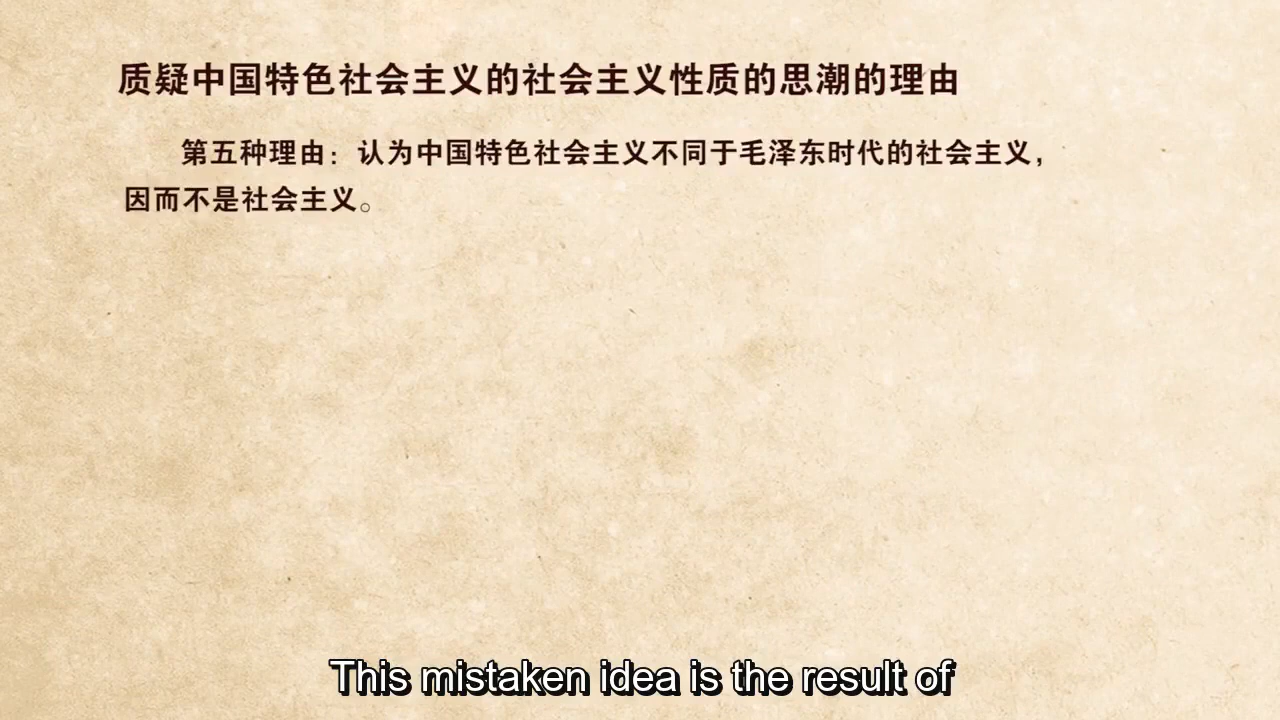 质疑中国特色社会主义的社会主义性质的思潮的理由
第五种理由：认为中国特色社会主义不同于毛泽东时代的社会主义，
因而不是社会主义。
This mistaken idea is the result of